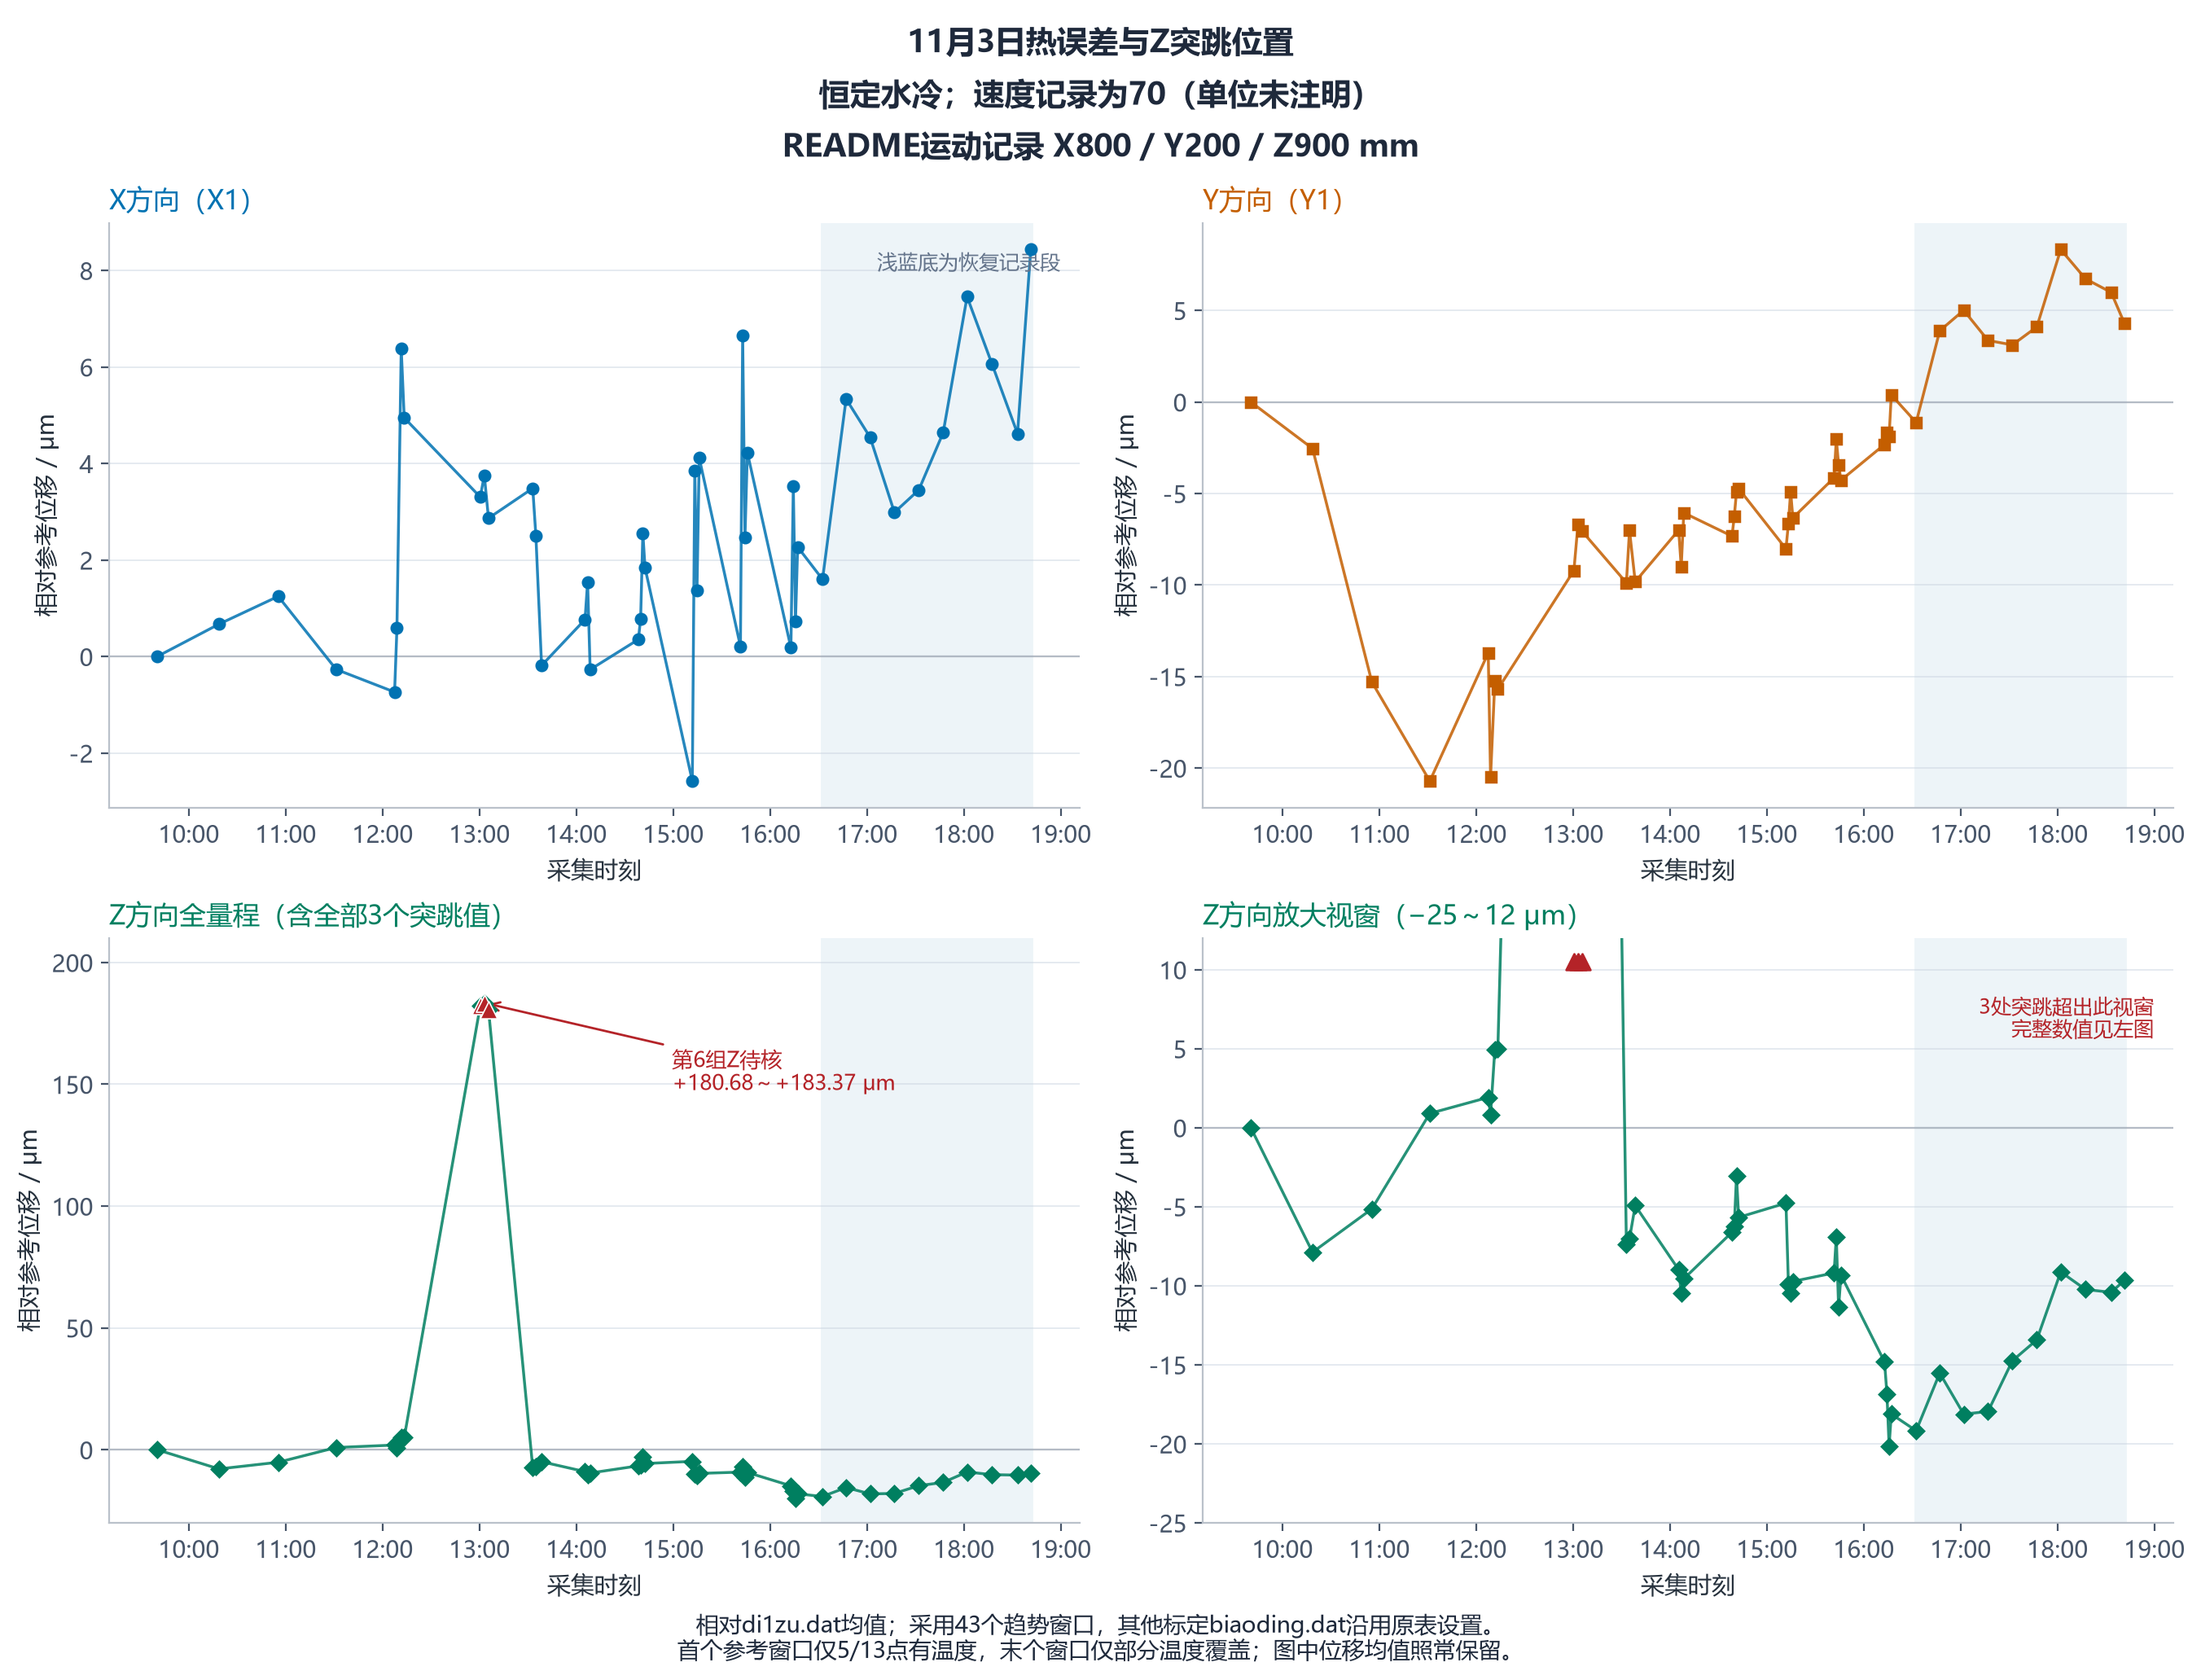 11月3日热误差与Z突跳位置
恒定水冷；速度记录为70（单位未注明）
README运动记录 X800 / Y200 / Z900 mm
X方向（X1）
浅蓝底为恢复记录段
相对参考位移 / μm
8
6
4
2
0
-2
10:00 11:00 12:00 13:00 14:00 15:00 16:00 17:00 18:00 19:00
采集时刻
Y方向（Y1）
相对参考位移 / μm
5
0
-5
-10
-15
-20
10:00 11:00 12:00 13:00 14:00 15:00 16:00 17:00 18:00 19:00
采集时刻
Z方向全量程（含全部3个突跳值）
相对参考位移 / μm
200
150
100
50
0
第6组Z待核
+180.68～+183.37 μm
10:00 11:00 12:00 13:00 14:00 15:00 16:00 17:00 18:00 19:00
采集时刻
Z方向放大视窗（−25～12 μm）
相对参考位移 / μm
10
5
0
-5
-10
-15
-20
-25
3处突跳超出此视窗
完整数值见左图
10:00 11:00 12:00 13:00 14:00 15:00 16:00 17:00 18:00 19:00
采集时刻
相对di1zu.dat均值；采用43个趋势窗口，其他标定biaoding.dat沿用原表设置。
首个参考窗口仅5/13点有温度，末个窗口仅部分温度覆盖；图中位移均值照常保留。